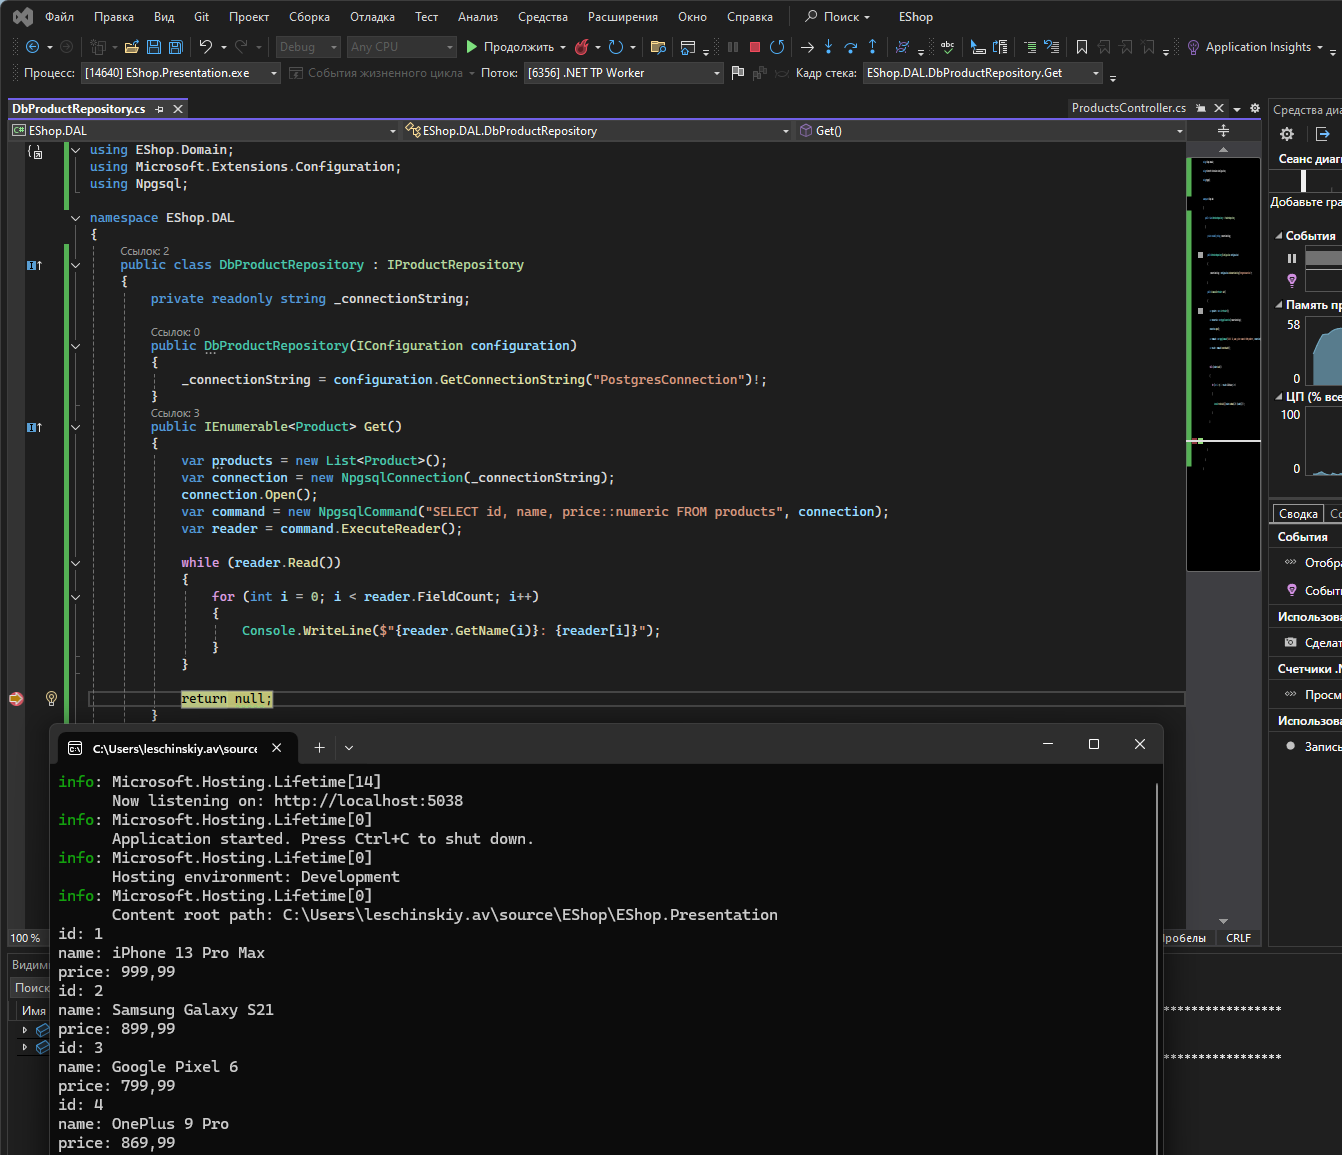 Файл Правка Вид Git Проект Сборка Отладка Тест Анализ Средства Расширения Окно Справка Поиск EShop
Debug Any CPU Продолжить Application Insights
Процесс: [14640] EShop.Presentation.exe События жизненного цикла Поток: [6356] .NET TP Worker Кадр стека: EShop.DAL.DbProductRepository.Get
DbProductRepository.cs ProductsController.cs
EShop.DAL EShop.DAL.DbProductRepository Get()
using EShop.Domain;
using Microsoft.Extensions.Configuration;
using Npgsql;
namespace EShop.DAL
{
Ссылок: 2
public class DbProductRepository : IProductRepository
{
private readonly string _connectionString;
Ссылок: 0
public DbProductRepository(IConfiguration configuration)
{
_connectionString = configuration.GetConnectionString("PostgresConnection")!;
}
Ссылок: 3
public IEnumerable<Product> Get()
{
var products = new List<Product>();
var connection = new NpgsqlConnection(_connectionString);
connection.Open();
var command = new NpgsqlCommand("SELECT id, name, price::numeric FROM products", connection);
var reader = command.ExecuteReader();
while (reader.Read())
{
for (int i = 0; i < reader.FieldCount; i++)
{
Console.WriteLine($"{reader.GetName(i)}: {reader[i]}");
}
}
return null;
}
100 %
робелы CRLF
Видим
Поиск
Имя
*****************
*****************
Средства диа
Сеанс диаг
Добавьте гра
События
Память пр
58
0
ЦП (% все
100
0
Сводка Со
События
Отобра
Событ
Использова
Сделат
Счетчики .N
Просм
Использова
Запись
C:\Users\leschinskiy.av\source
info: Microsoft.Hosting.Lifetime[14]
Now listening on: http://localhost:5038
info: Microsoft.Hosting.Lifetime[0]
Application started. Press Ctrl+C to shut down.
info: Microsoft.Hosting.Lifetime[0]
Hosting environment: Development
info: Microsoft.Hosting.Lifetime[0]
Content root path: C:\Users\leschinskiy.av\source\EShop\EShop.Presentation
id: 1
name: iPhone 13 Pro Max
price: 999,99
id: 2
name: Samsung Galaxy S21
price: 899,99
id: 3
name: Google Pixel 6
price: 799,99
id: 4
name: OnePlus 9 Pro
price: 869,99